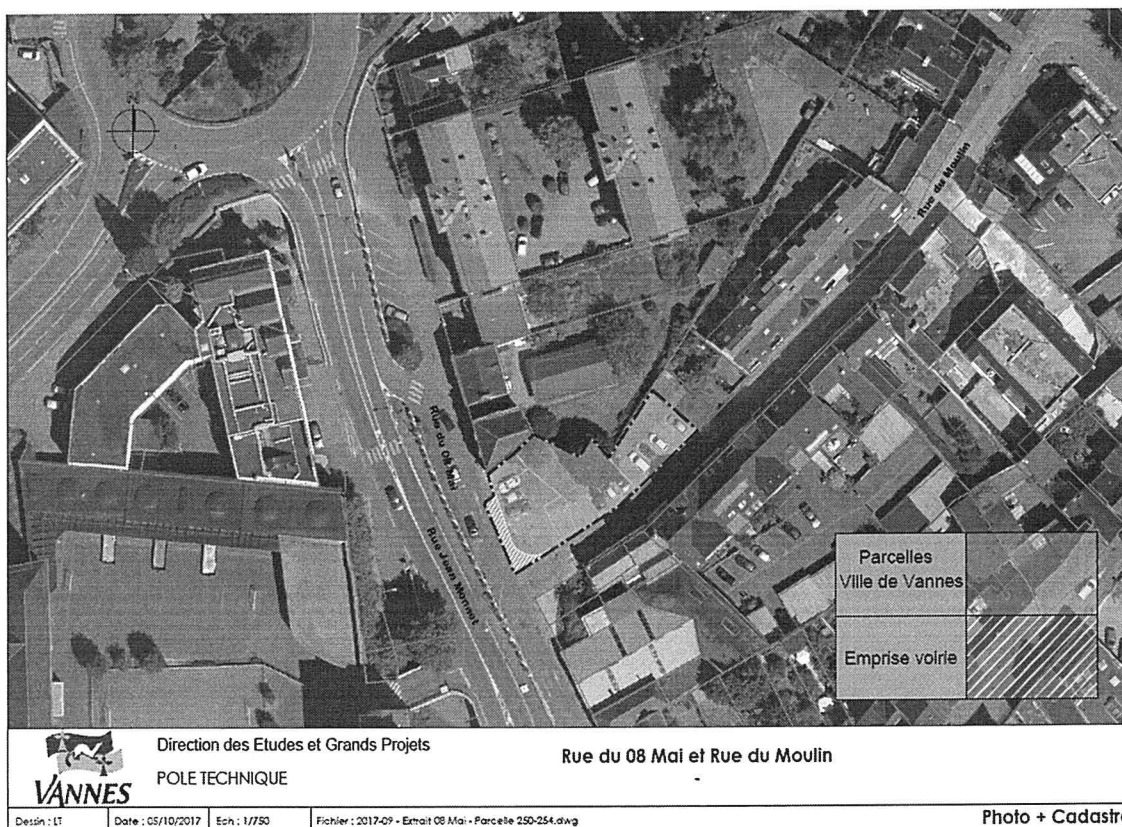 N
Rue du Moulin
Rue du 08 Mai
Rue Jean Monnet
Parcelles
Ville de Vannes
Emprise voirie
VANNES
Direction des Etudes et Grands Projets
POLE TECHNIQUE
Rue du 08 Mai et Rue du Moulin
-
Dessin : LT
Date : 05/10/2017
Ech : 1/750
Fichier : 2017-09 - Extrait 08 Mai - Parcelle 250-254.dwg
Photo + Cadastre